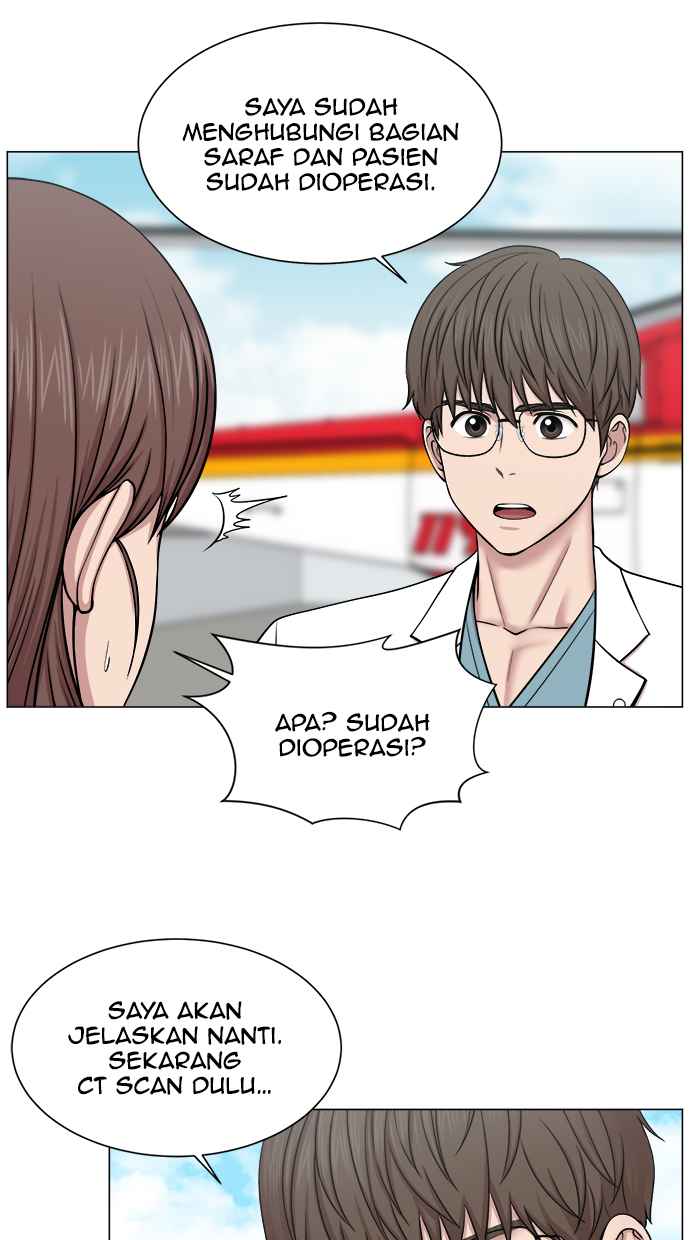 SAYA SUDAH
MENGHUBUNGI BAGIAN
SARAF DAN PASIEN
SUDAH DIOPERASI.
APA? SUDAH
DIOPERASI?
SAYA AKAN
JELASKAN NANTI.
SEKARANG
CT SCAN DULU...